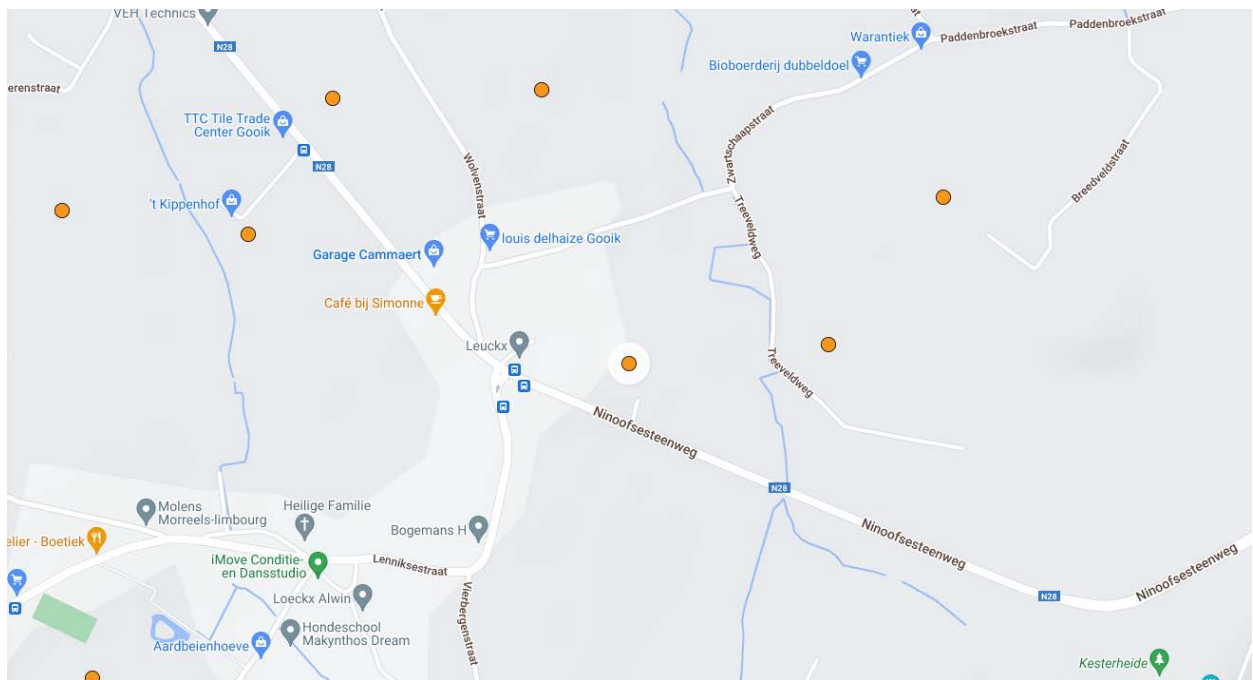 VEH Technics
N28
Warantiek
Paddenbroekstraat
Paddenbroekstraat
Bioboerderij dubbeldoel
erenstraat
TTC Tile Trade
Center Gooik
N28
Wolvenstraat
Zwartschaapstraat
Breedveldstraat
't Kippenhof
Treeveldweg
louis delhaize Gooik
Garage Cammaert
Café bij Simonne
Leuckx
Treeveldweg
Ninoofsesteenweg
N28
Molens
Morreels-limbourg
Heilige Familie
Bogemans H
Ninoofsesteenweg
elier - Boetiek
iMove Conditie-
en Dansstudio
Lenniksestraat
Ninoofsesteenweg
Loeckx Alwin
N28
Vierbergenstraat
Hondeschool
Makynthos Dream
Aardbeienhoeve
Kesterheide